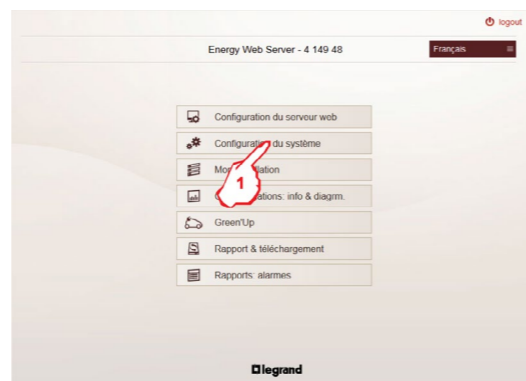 logout
Energy Web Server - 4 149 48
Français
Configuration du serveur web
Configuration du système
1
ations: info & diagrm.
Green'Up
Rapport & téléchargement
Rapports: alarmes
legrand